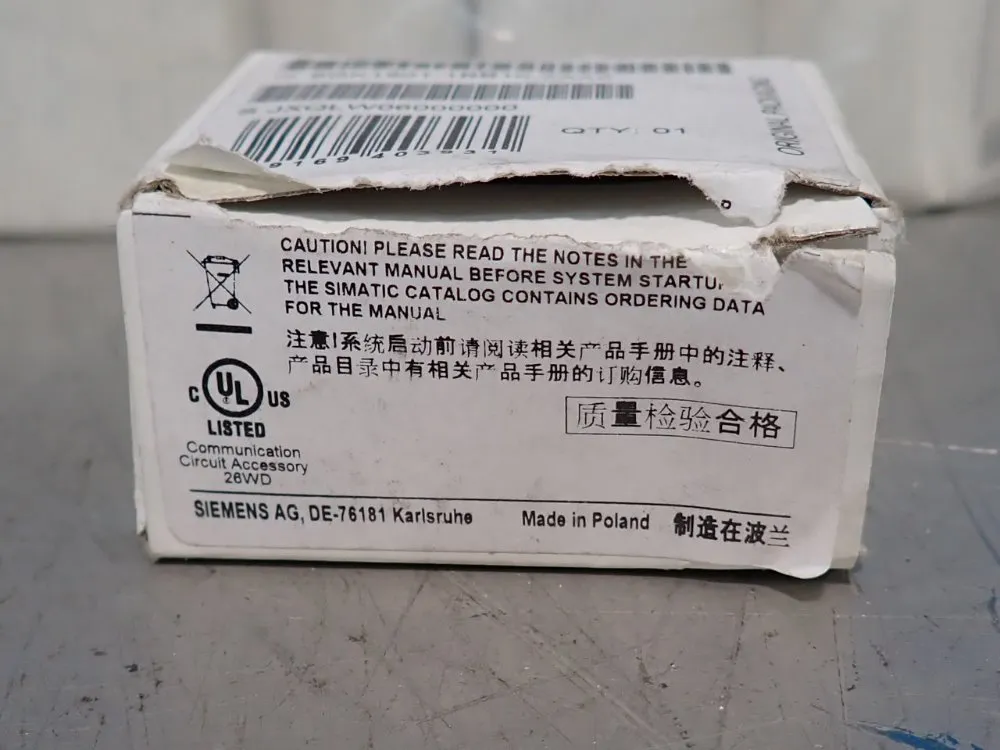 QTY: 01
ORIGINAL PACKAGING
CAUTION! PLEASE READ THE NOTES IN THE
RELEVANT MANUAL BEFORE SYSTEM
THE SIMATIC CATALOG CONTAINS ORDERING DATA
FOR THE MANUAL
注意!系统启动前请阅读相关产品手册中的注释、
产品目录中有相关产品手册的订购信息。
C UL US
LISTED
质量检验合格
Communication
Circuit Accessory
26WD
SIEMENS AG, DE-76181 Karlsruhe
Made in Poland 制造在波兰